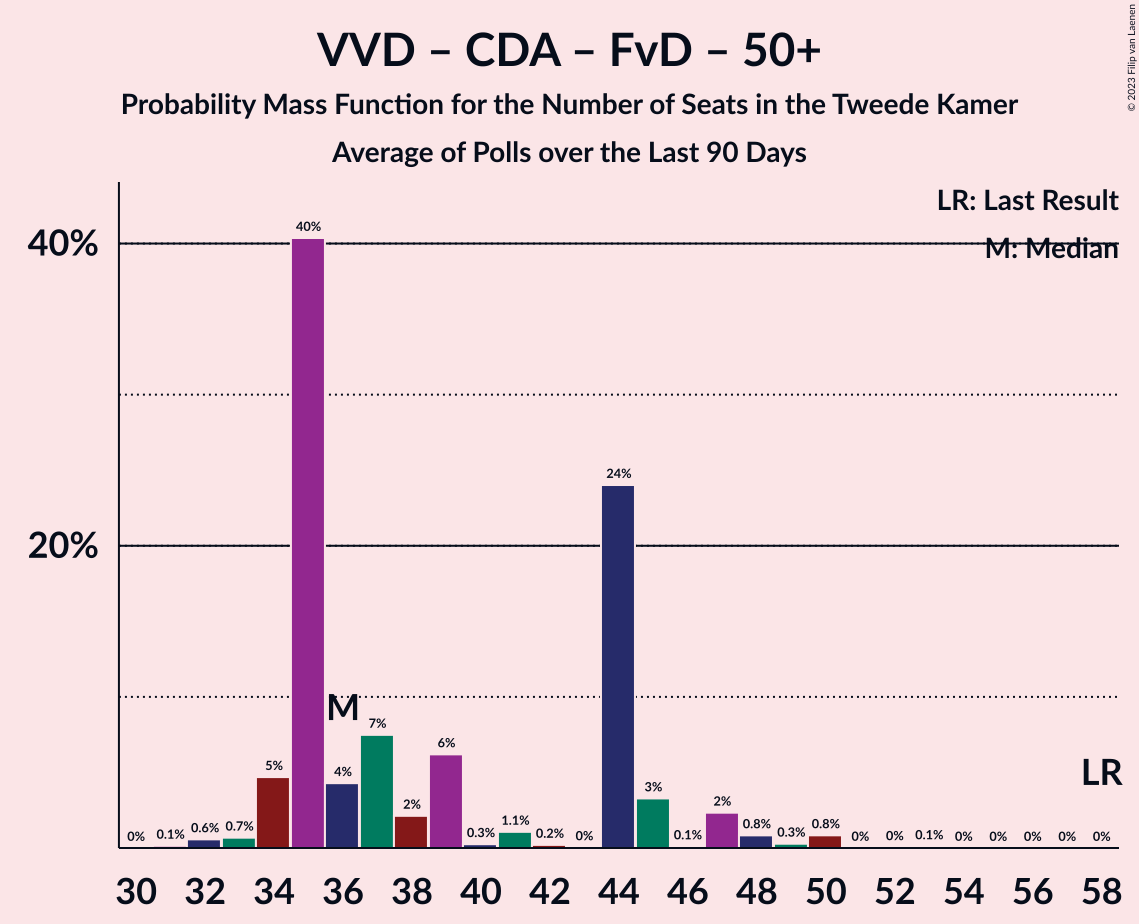 VVD – CDA – FvD – 50+
Probability Mass Function for the Number of Seats in the Tweede Kamer
Average of Polls over the Last 90 Days
© 2023 Filip van Laenen
LR: Last Result
M: Median
40%
20%
0% 0.1% 0.6% 0.7% 5% 40% 4% 7% 2% 6% 0.3% 1.1% 0.2% 0% 24% 3% 0.1% 2% 0.8% 0.3% 0.8% 0% 0% 0.1% 0% 0% 0% 0% 0%
M
LR
30 32 34 36 38 40 42 44 46 48 50 52 54 56 58